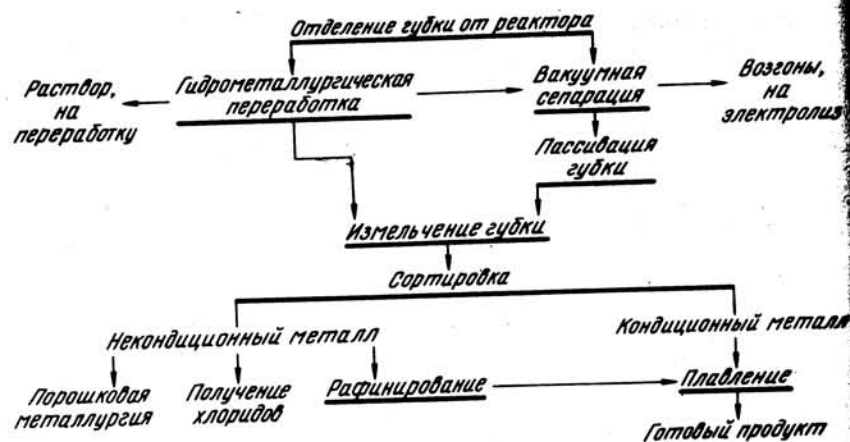 Отделение губки от реактора
Раствор,
на
переработку
Гидрометаллургическая
переработка
Вакуумная
сепарация
Возгоны,
на
электролиз
Пассивация
губки
Измельчение губки
Сортировка
Некондиционный металл
Кондиционный металл
Порошковая
металлургия
Получение
хлоридов
Рафинирование
Плавление
Готовый продукт